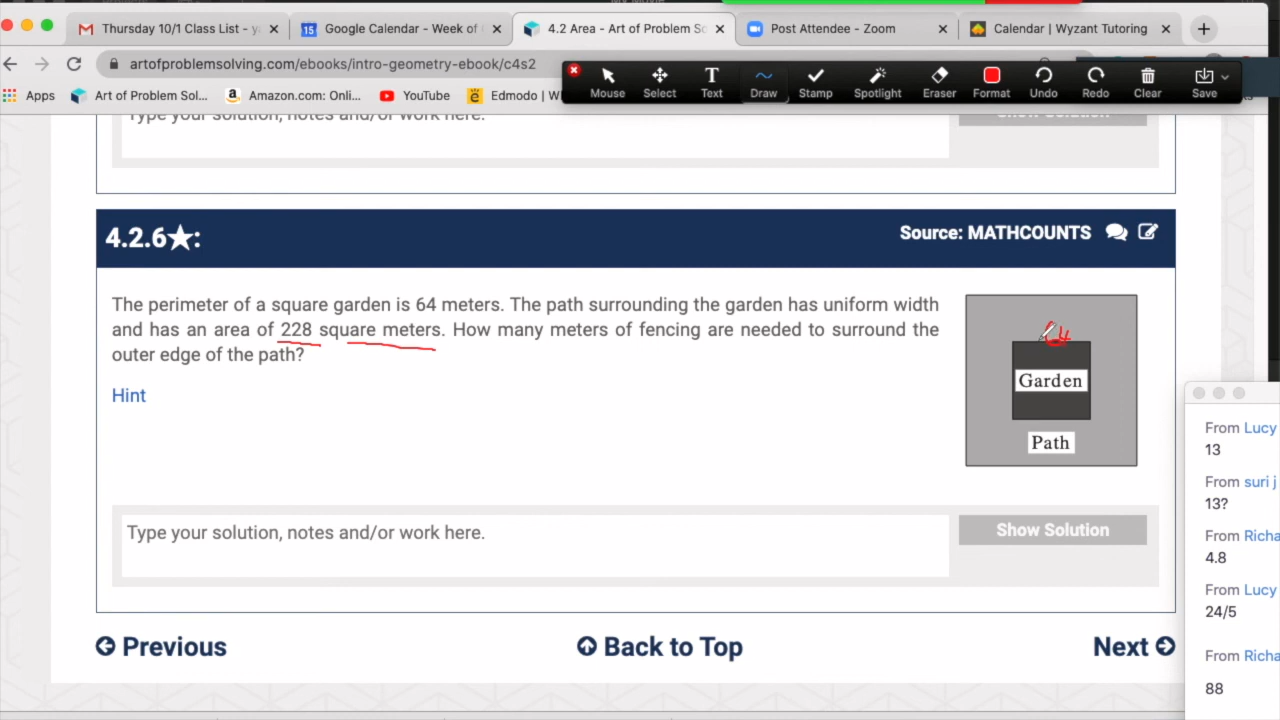 Thursday 10/1 Class List - y
Google Calendar - Week of
4.2 Area - Art of Problem So
Post Attendee - Zoom
Calendar | Wyzant Tutoring
artofproblemsolving.com/ebooks/intro-geometry-ebook/c4s2
Mouse Select Text Draw Stamp Spotlight Eraser Format Undo Redo Clear Save
Apps Art of Problem Sol... Amazon.com: Onli... YouTube Edmodo | W
Type your solution, notes and/or work here.
Show Solution
4.2.6★:
Source: MATHCOUNTS
The perimeter of a square garden is 64 meters. The path surrounding the garden has uniform width
and has an area of 228 square meters. How many meters of fencing are needed to surround the
outer edge of the path?
Hint
Garden
Path
Type your solution, notes and/or work here.
Show Solution
Previous
Back to Top
Next
From Lucy
13
From suri j
13?
From Richa
4.8
From Lucy
24/5
From Richa
88